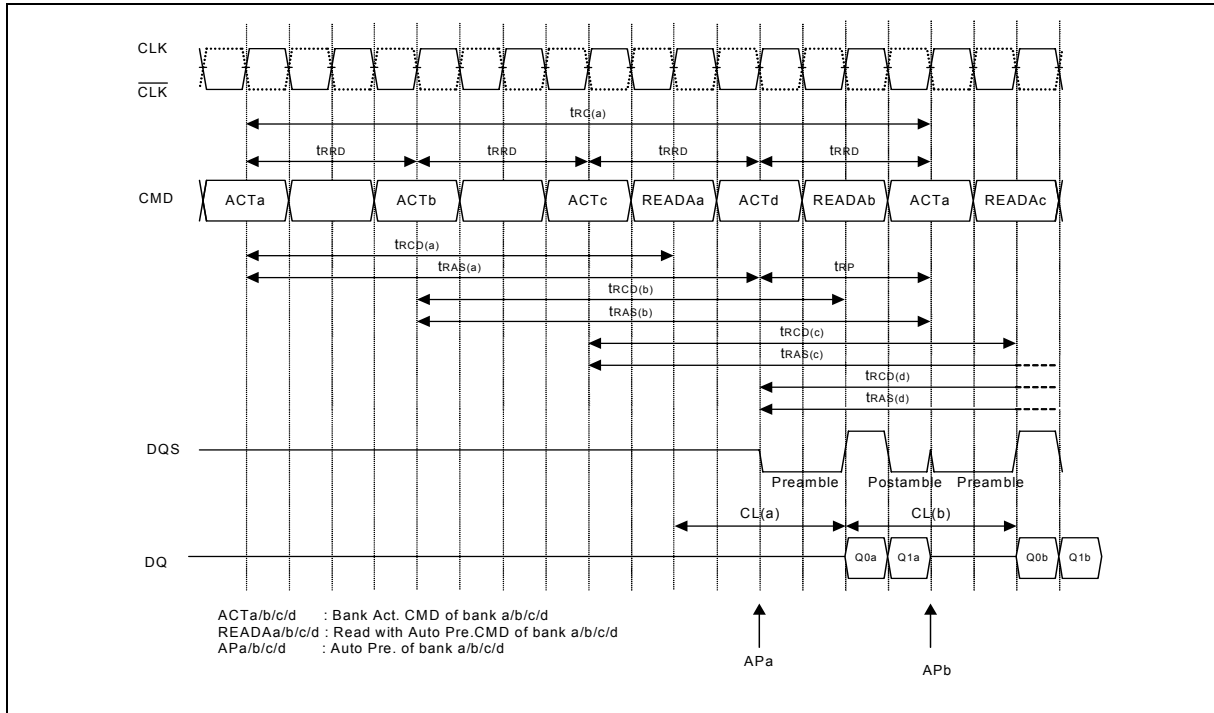 CLK
CLK
tRC(a)
tRRD tRRD tRRD tRRD
CMD ACTa ACTb ACTc READAa ACTd READAb ACTa READAc
tRCD(a)
tRAS(a) tRP
tRCD(b)
tRAS(b)
tRCD(c)
tRAS(c)
tRCD(d)
tRAS(d)
DQS
Preamble Postamble Preamble
CL(a) CL(b)
DQ Q0a Q1a Q0b Q1b
ACTa/b/c/d : Bank Act. CMD of bank a/b/c/d
READAa/b/c/d : Read with Auto Pre.CMD of bank a/b/c/d
APa/b/c/d : Auto Pre. of bank a/b/c/d
APa APb